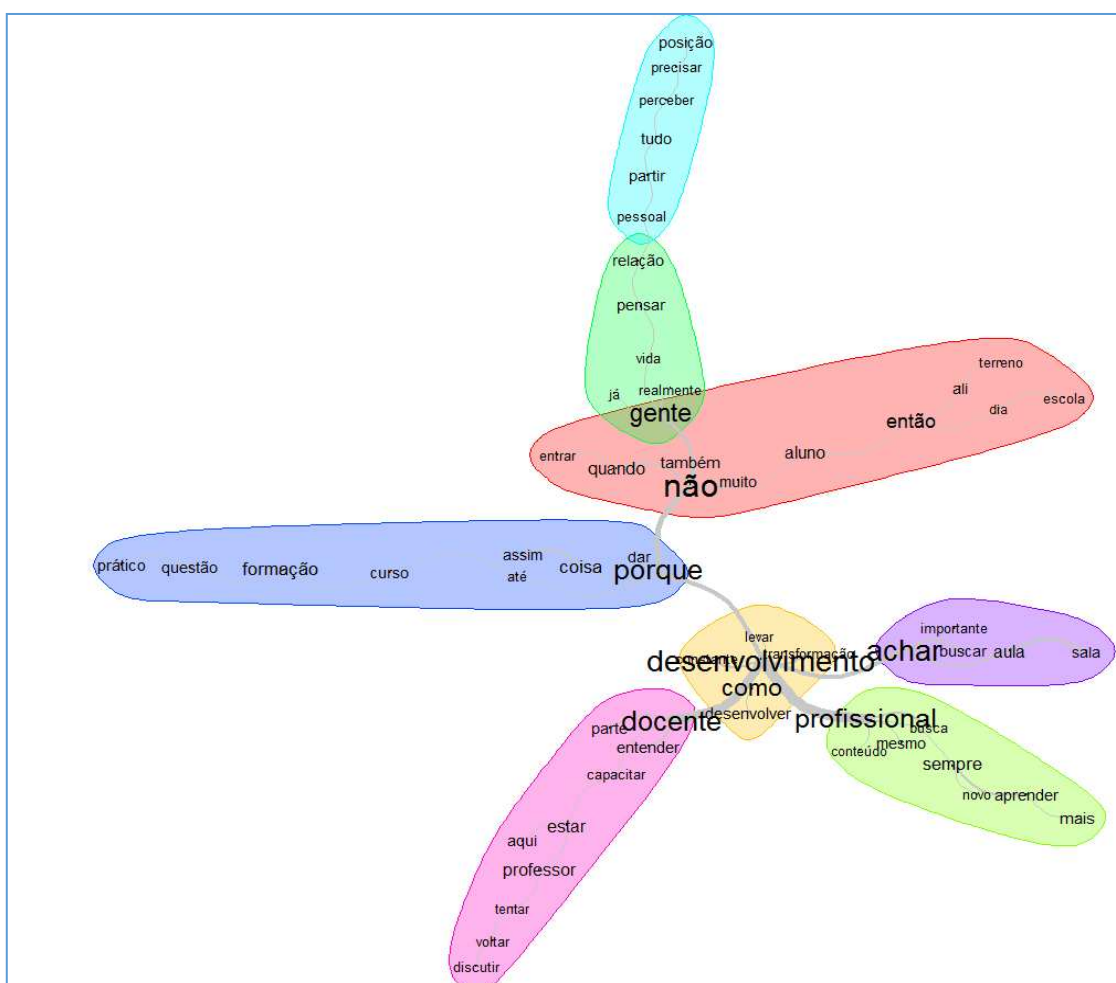 posição
precisar
perceber
tudo
partir
pessoal
relação
pensar
vida
já realmente
gente
terreno
ali
escola
dia
então
aluno
entrar
quando
também
muito
não
prático questão formação curso assim até coisa dar porque
levar
constante
transformação
desenvolvimento
como
desenvolver
importante
achar
buscar aula sala
profissional
busca
conteúdo mesmo
sempre
novo aprender
mais
docente
parte
entender
capacitar
estar
aqui
professor
tentar
voltar
discutir